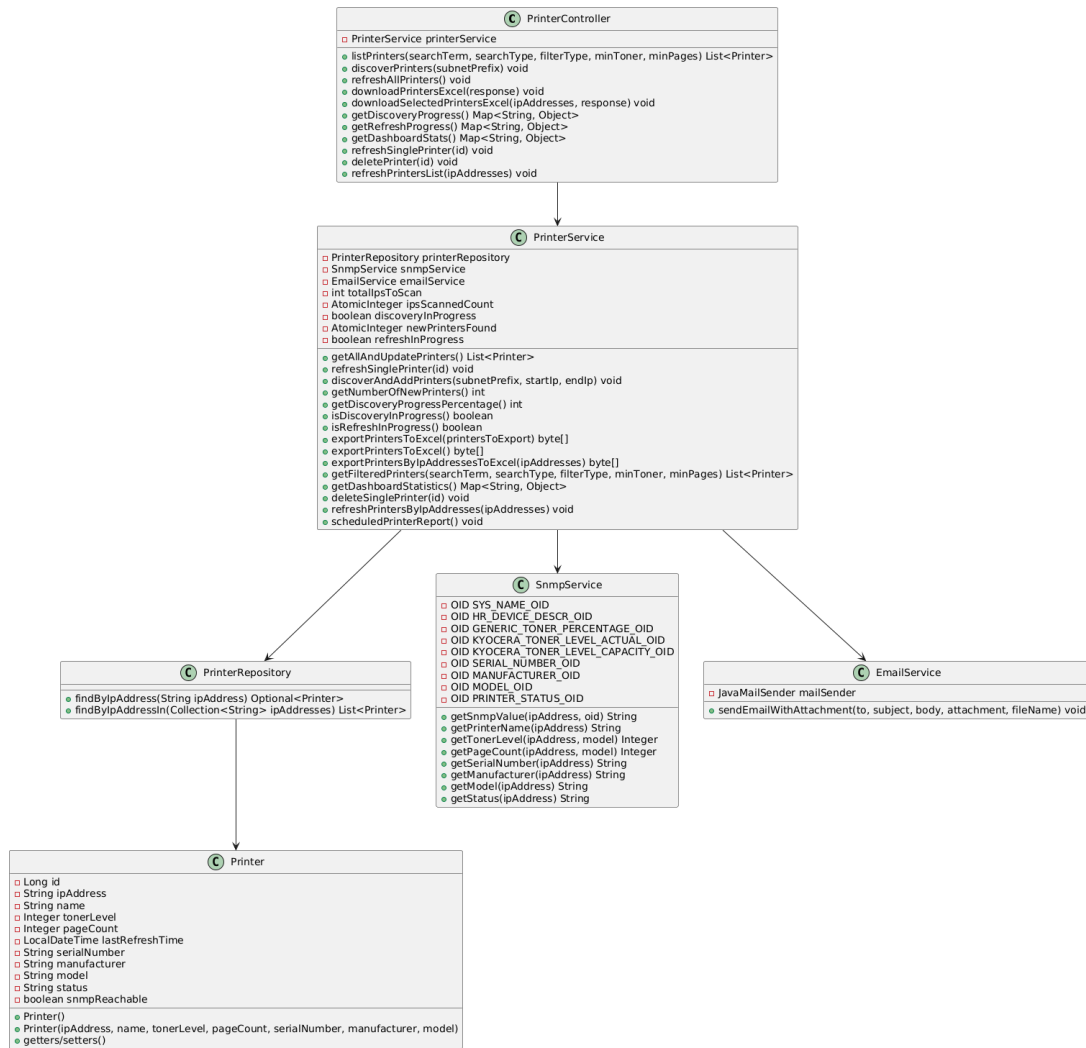 C PrinterController
PrinterService printerService
listPrinters(searchTerm, searchType, filterType, minToner, minPages) List<Printer>
discoverPrinters(subnetPrefix) void
refreshAllPrinters() void
downloadPrintersExcel(response) void
downloadSelectedPrintersExcel(ipAddresses, response) void
getDiscoveryProgress() Map<String, Object>
getRefreshProgress() Map<String, Object>
getDashboardStats() Map<String, Object>
refreshSinglePrinter(id) void
deletePrinter(id) void
refreshPrintersList(ipAddresses) void
C PrinterService
PrinterRepository printerRepository
SnmpService snmpService
EmailService emailService
int totalIpsToScan
AtomicInteger ipsScannedCount
boolean discoveryInProgress
AtomicInteger newPrintersFound
boolean refreshInProgress
getAllAndUpdatePrinters() List<Printer>
refreshSinglePrinter(id) void
discoverAndAddPrinters(subnetPrefix, startIp, endIp) void
getNumberOfNewPrinters() int
getDiscoveryProgressPercentage() int
isDiscoveryInProgress() boolean
isRefreshInProgress() boolean
exportPrintersToExcel(printersToExport) byte[]
exportPrintersToExcel() byte[]
exportPrintersByIpAddressesToExcel(ipAddresses) byte[]
getFilteredPrinters(searchTerm, searchType, filterType, minToner, minPages) List<Printer>
getDashboardStatistics() Map<String, Object>
deleteSinglePrinter(id) void
refreshPrintersByIpAddresses(ipAddresses) void
scheduledPrinterReport() void
C PrinterRepository
findByIpAddress(String ipAddress) Optional<Printer>
findByIpAddressIn(Collection<String> ipAddresses) List<Printer>
C SnmpService
OID SYS_NAME_OID
OID HR_DEVICE_DESCR_OID
OID GENERIC_TONER_PERCENTAGE_OID
OID KYOCERA_TONER_LEVEL_ACTUAL_OID
OID KYOCERA_TONER_LEVEL_CAPACITY_OID
OID SERIAL_NUMBER_OID
OID MANUFACTURER_OID
OID MODEL_OID
OID PRINTER_STATUS_OID
getSnmpValue(ipAddress, oid) String
getPrinterName(ipAddress) String
getTonerLevel(ipAddress, model) Integer
getPageCount(ipAddress, model) Integer
getSerialNumber(ipAddress) String
getManufacturer(ipAddress) String
getModel(ipAddress) String
getStatus(ipAddress) String
C EmailService
JavaMailSender mailSender
sendEmailWithAttachment(to, subject, body, attachment, fileName) void
C Printer
Long id
String ipAddress
String name
Integer tonerLevel
Integer pageCount
LocalDateTime lastRefreshTime
String serialNumber
String manufacturer
String model
String status
boolean snmpReachable
Printer()
Printer(ipAddress, name, tonerLevel, pageCount, serialNumber, manufacturer, model)
getters/setters()